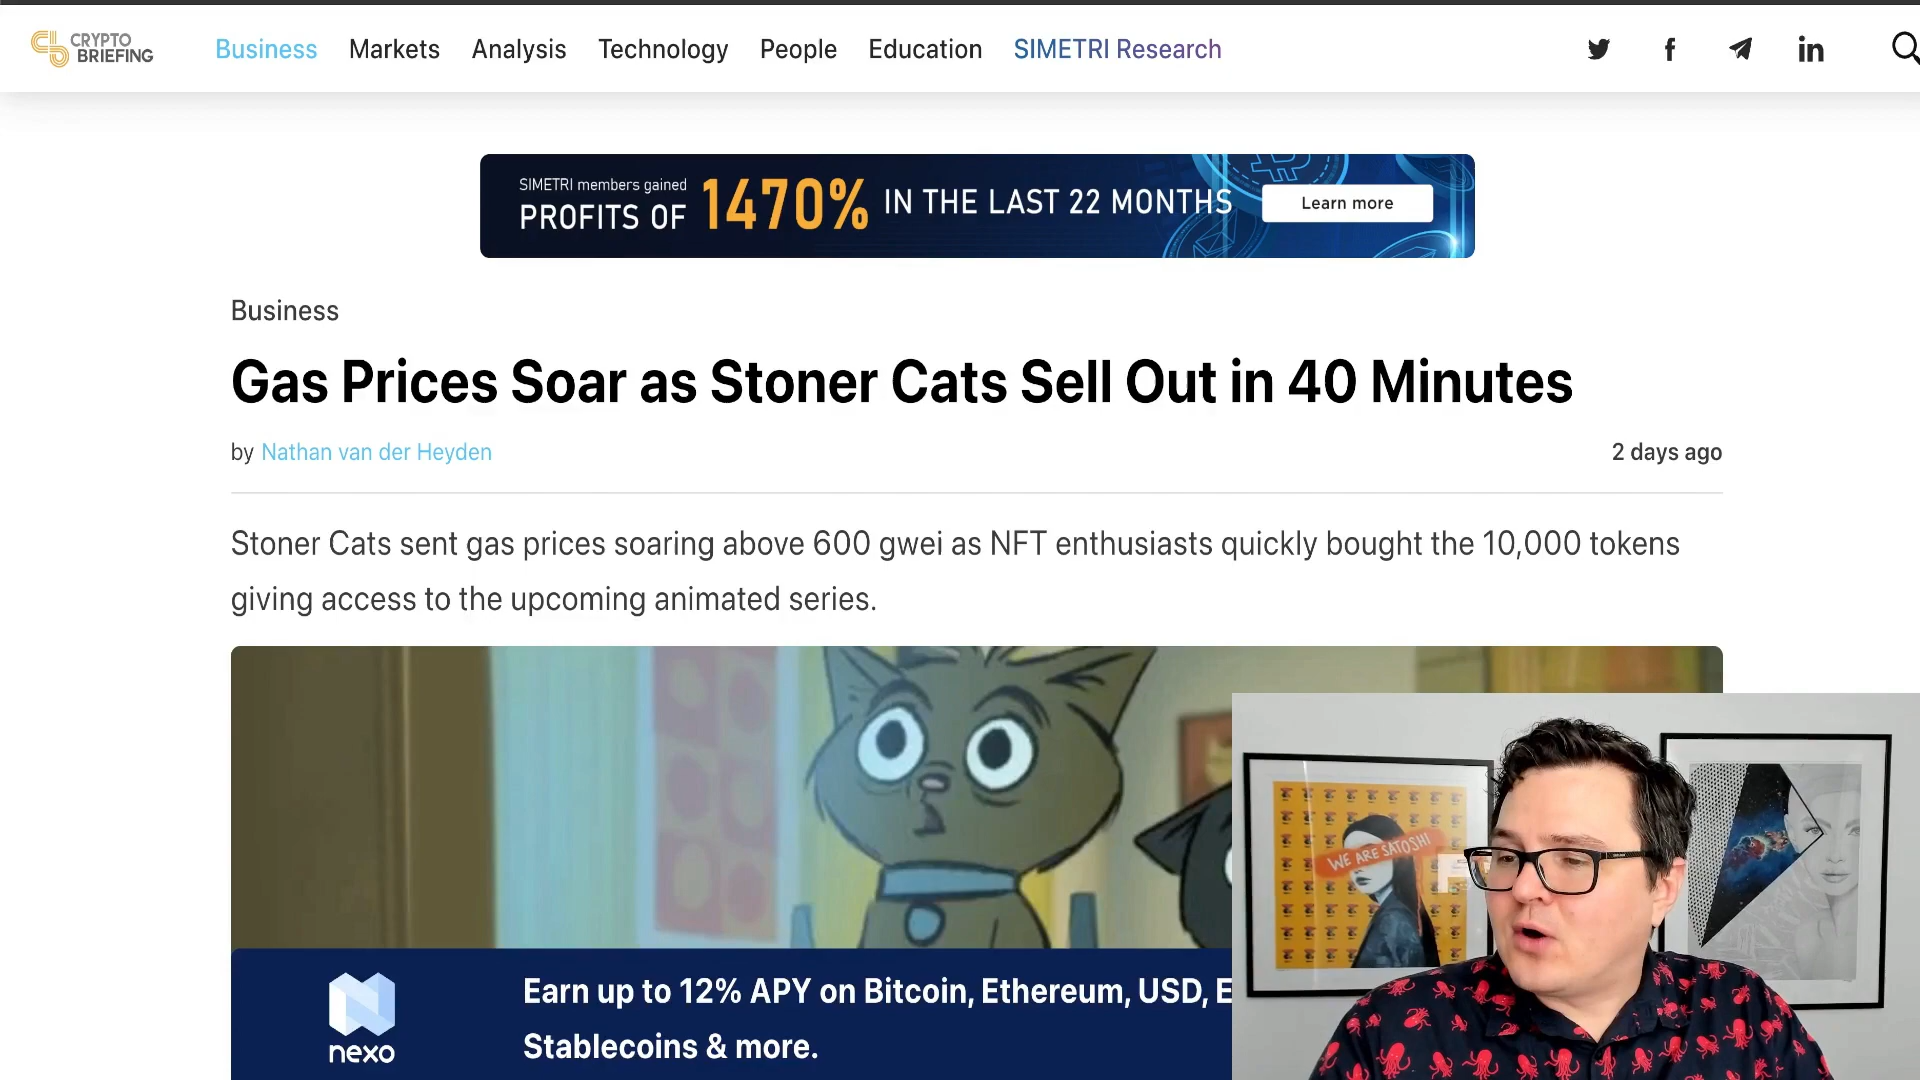 CRYPTO
BRIEFING
Business Markets Analysis Technology People Education SIMETRI Research
SIMETRI members gained
PROFITS OF 1470% IN THE LAST 22 MONTHS
Learn more
Business
Gas Prices Soar as Stoner Cats Sell Out in 40 Minutes
by Nathan van der Heyden
2 days ago
Stoner Cats sent gas prices soaring above 600 gwei as NFT enthusiasts quickly bought the 10,000 tokens
giving access to the upcoming animated series.
WE ARE SATOSHI
nexo
Earn up to 12% APY on Bitcoin, Ethereum, USD, E
Stablecoins & more.